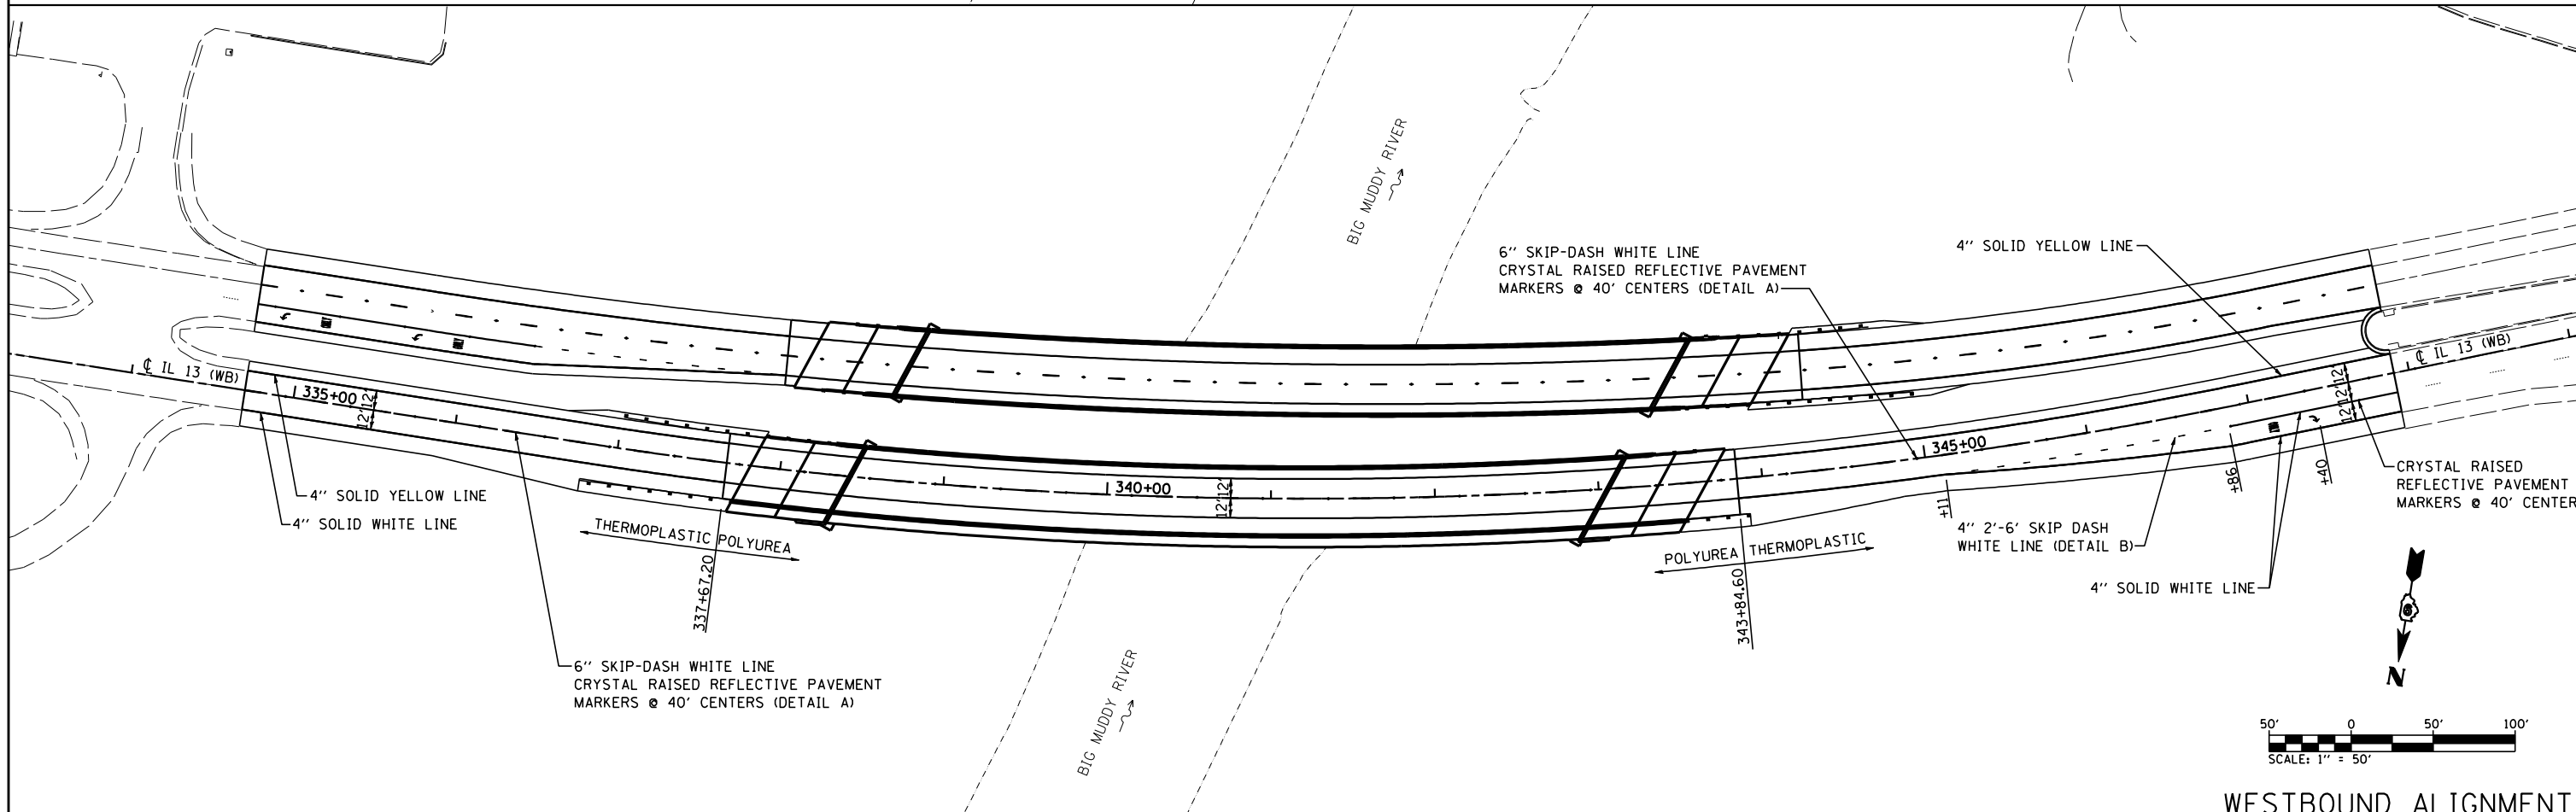 BIG MUDDY RIVER
6'' SKIP-DASH WHITE LINE
CRYSTAL RAISED REFLECTIVE PAVEMENT
MARKERS @ 40' CENTERS (DETAIL A)
4'' SOLID YELLOW LINE
℄ IL 13 (WB)
℄ IL 13 (WB)
335+00
12'
12'
340+00
12'
12'
345+00
12'
12'
12'
4'' SOLID YELLOW LINE
4'' SOLID WHITE LINE
THERMOPLASTIC POLYUREA
337+67.20
POLYUREA THERMOPLASTIC
343+84.60
+11
+86
+40
CRYSTAL RAISED
REFLECTIVE PAVEMENT
MARKERS @ 40' CENTER
4'' 2'-6' SKIP DASH
WHITE LINE (DETAIL B)
4'' SOLID WHITE LINE
6'' SKIP-DASH WHITE LINE
CRYSTAL RAISED REFLECTIVE PAVEMENT
MARKERS @ 40' CENTERS (DETAIL A)
BIG MUDDY RIVER
6
N
50' 0 50' 100'
SCALE: 1'' = 50'
WESTBOUND ALIGNMENT